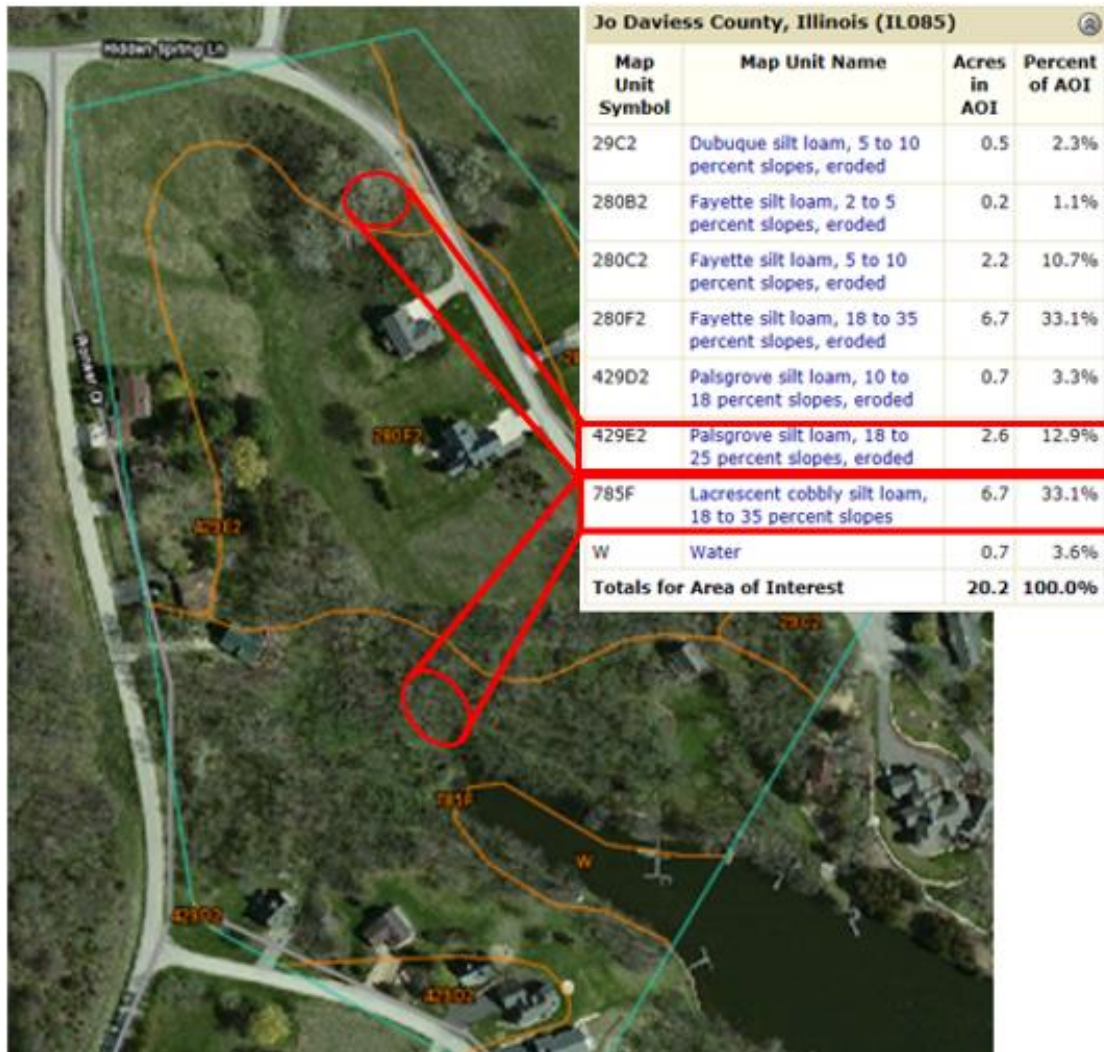 Jo Daviess County, Illinois (IL085)
Map Unit Symbol
Map Unit Name
Acres in AOI
Percent of AOI
29C2 Dubuque silt loam, 5 to 10 percent slopes, eroded 0.5 2.3%
280B2 Fayette silt loam, 2 to 5 percent slopes, eroded 0.2 1.1%
280C2 Fayette silt loam, 5 to 10 percent slopes, eroded 2.2 10.7%
280F2 Fayette silt loam, 18 to 35 percent slopes, eroded 6.7 33.1%
429D2 Palsgrove silt loam, 10 to 18 percent slopes, eroded 0.7 3.3%
429E2 Palsgrove silt loam, 18 to 25 percent slopes, eroded 2.6 12.9%
785F Lacrescent cobbly silt loam, 18 to 35 percent slopes 6.7 33.1%
W Water 0.7 3.6%
Totals for Area of Interest 20.2 100.0%
Hidden Spring Ln
280F2
429E2
29C2
785F
W
429D2
429D2